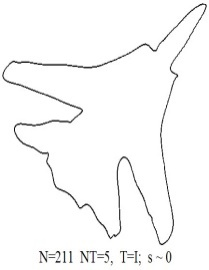 N=211 NT=5, T=I; s ~ 0